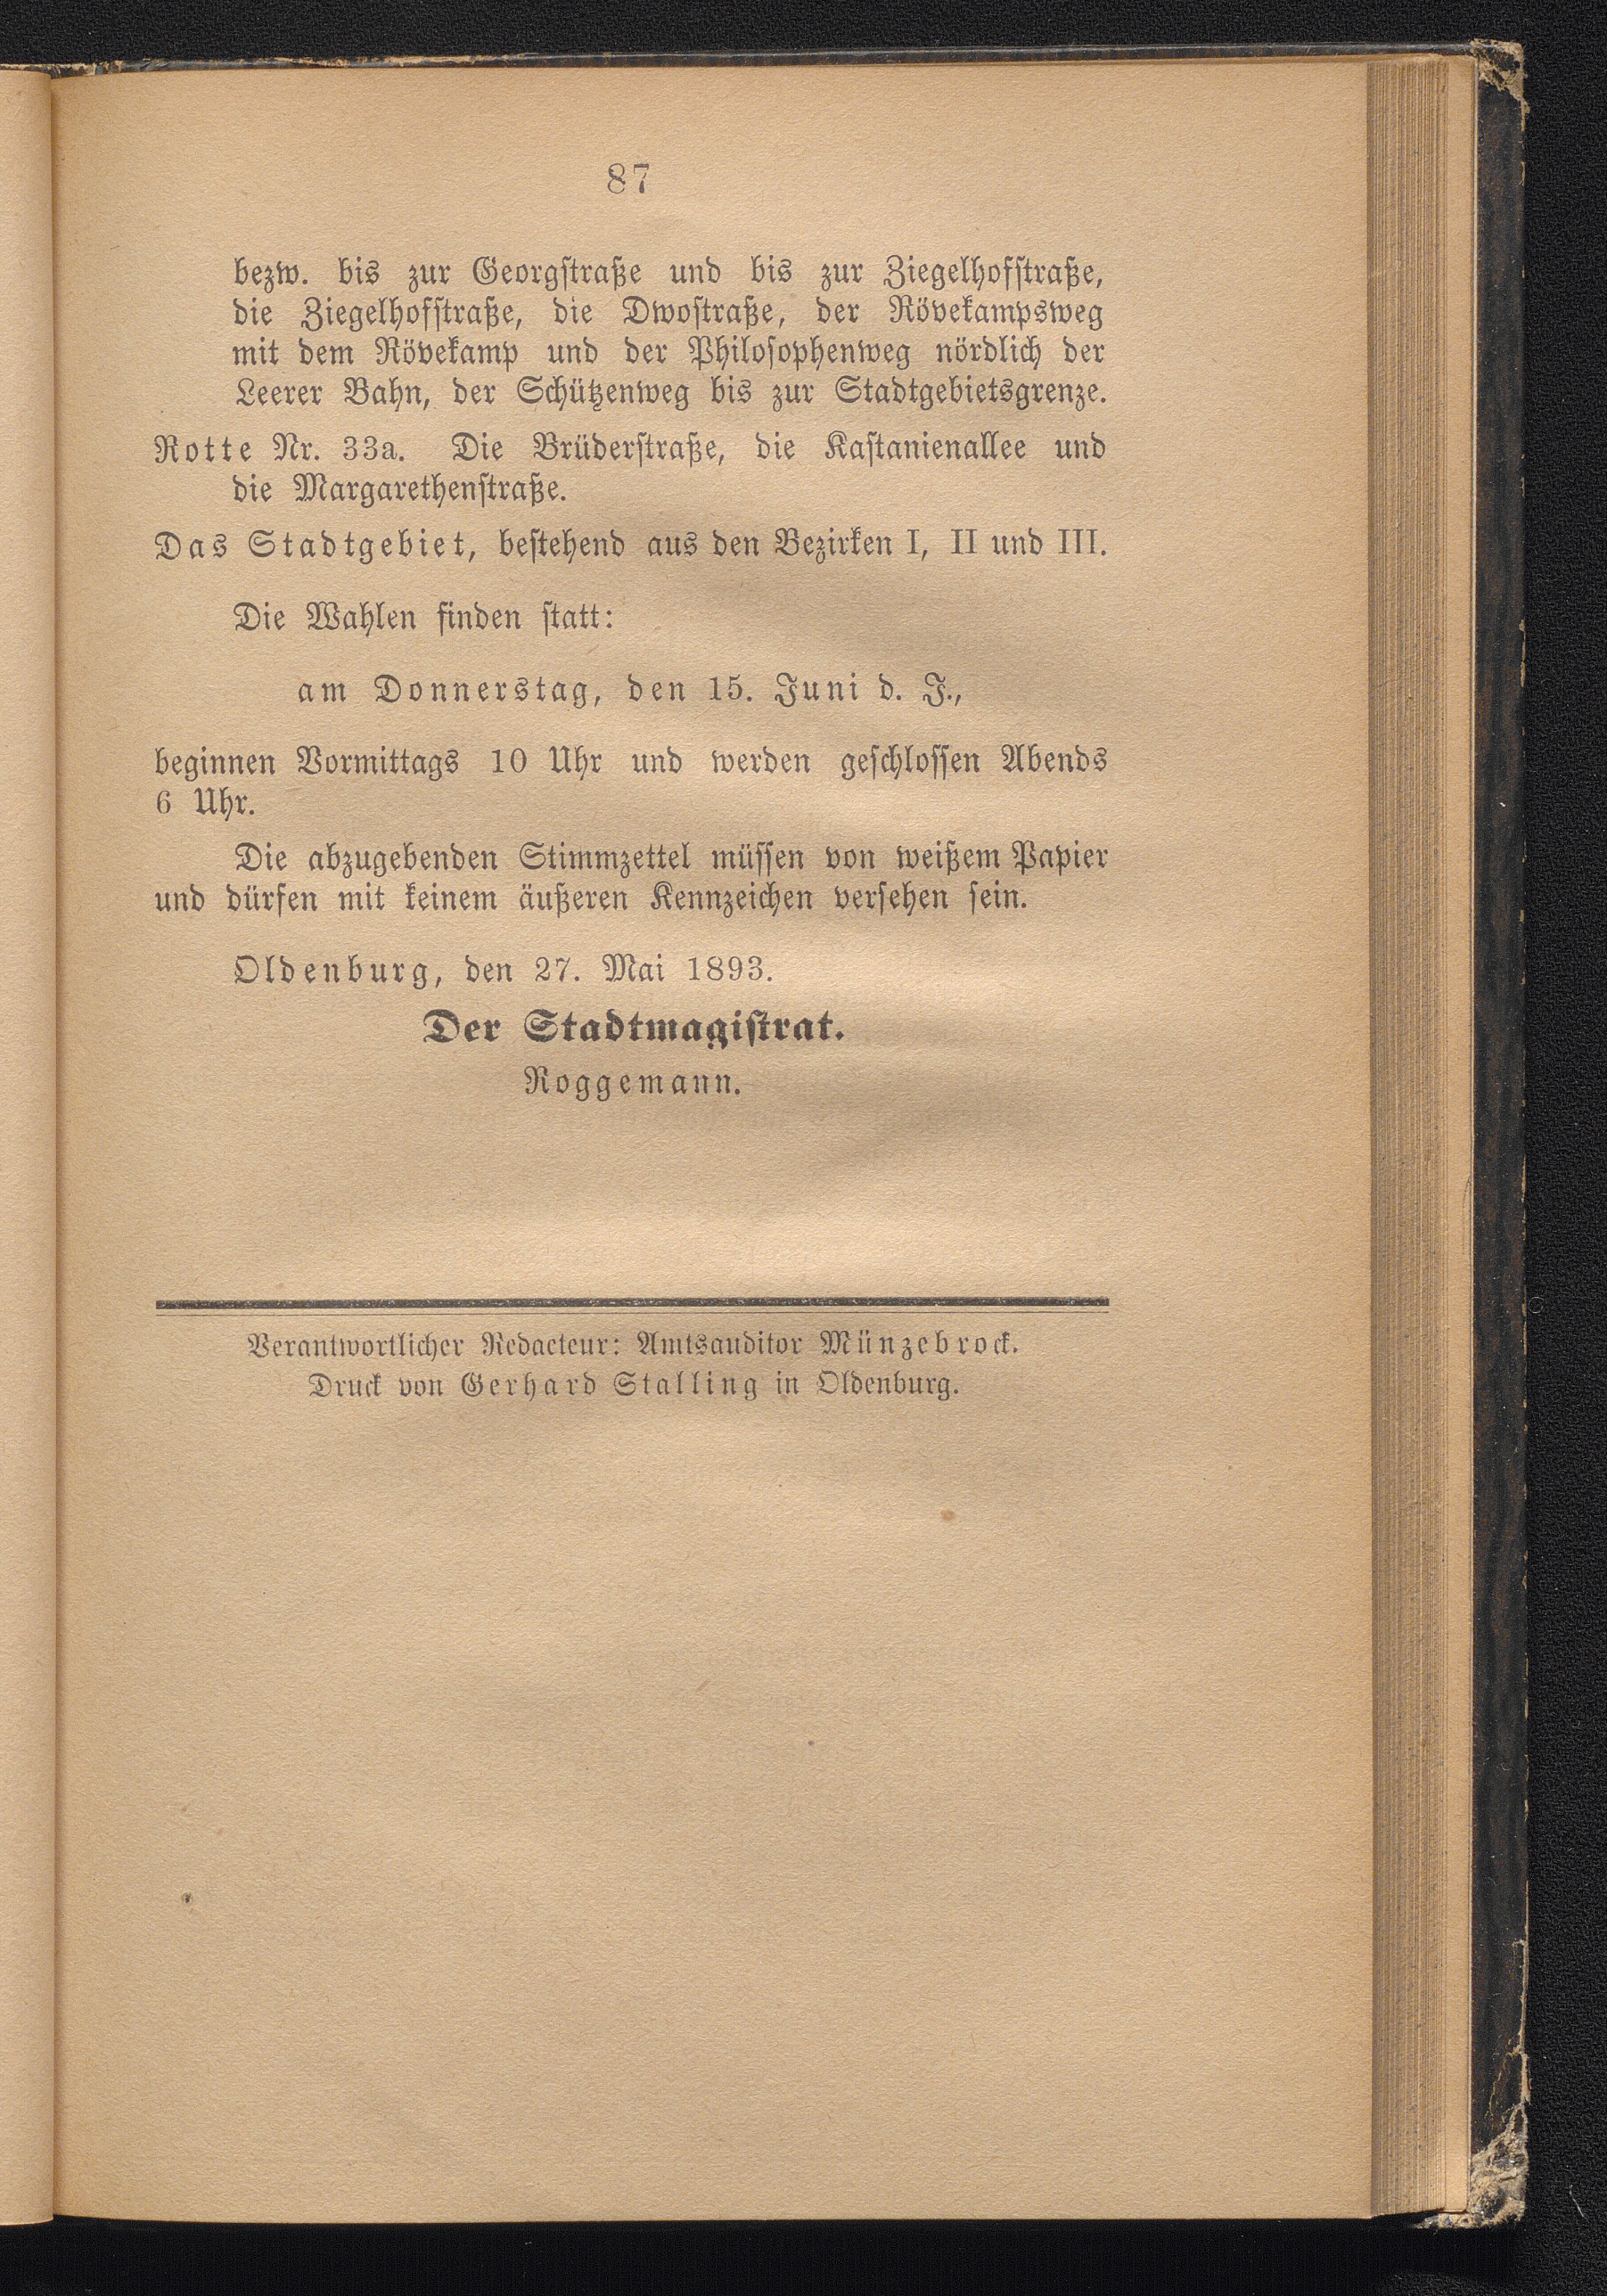 87
bezw. bis zur Georgstraße und bis zur Ziegelhofstraße,
die Ziegelhofstraße, die Dwostraße, der Rövekampsweg
mit dem Rövekamp und der Philosophenweg nördlich der
Leerer Bahn, der Schützenweg bis zur Stadtgebietsgrenze.
Rotte Nr. 33a. Die Brüderstraße, die Kastanienallee und
die Margarethenstraße.
Das Stadtgebiet, bestehend aus den Bezirken I, II und III.
Die Wahlen finden statt:
am Donnerstag, den 15. Juni d. J.,
beginnen Vormittags 10 Uhr und werden geschlossen Abends
6 Uhr.
Die abzugebenden Stimmzettel müssen von weißem Papier
und dürfen mit keinem äußeren Kennzeichen versehen sein.
Oldenburg, den 27. Mai 1893.
Der Stadtmagistrat.
Roggemann.
Verantwortlicher Redacteur: Amtsauditor Münzebrock.
Druck von Gerhard Stalling in Oldenburg.